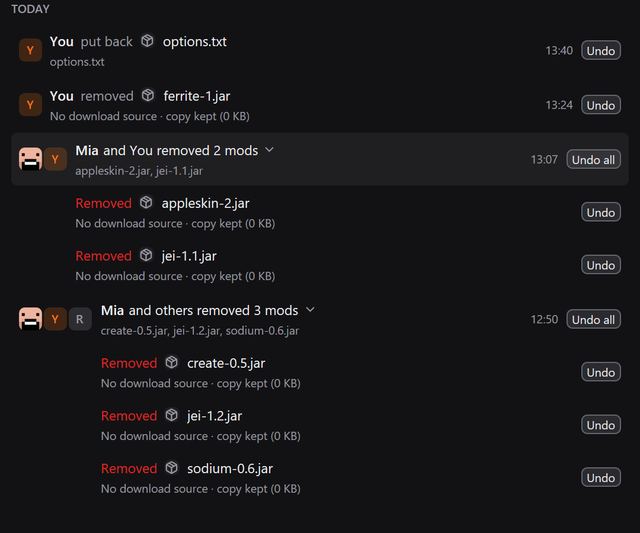 TODAY
Y
You put back options.txt
options.txt
13:40 Undo
Y
You removed ferrite-1.jar
No download source · copy kept (0 KB)
13:24 Undo
Y
Mia and You removed 2 mods
appleskin-2.jar, jei-1.1.jar
13:07 Undo all
Removed appleskin-2.jar
No download source · copy kept (0 KB)
Undo
Removed jei-1.1.jar
No download source · copy kept (0 KB)
Undo
Y R
Mia and others removed 3 mods
create-0.5.jar, jei-1.2.jar, sodium-0.6.jar
12:50 Undo all
Removed create-0.5.jar
No download source · copy kept (0 KB)
Undo
Removed jei-1.2.jar
No download source · copy kept (0 KB)
Undo
Removed sodium-0.6.jar
No download source · copy kept (0 KB)
Undo